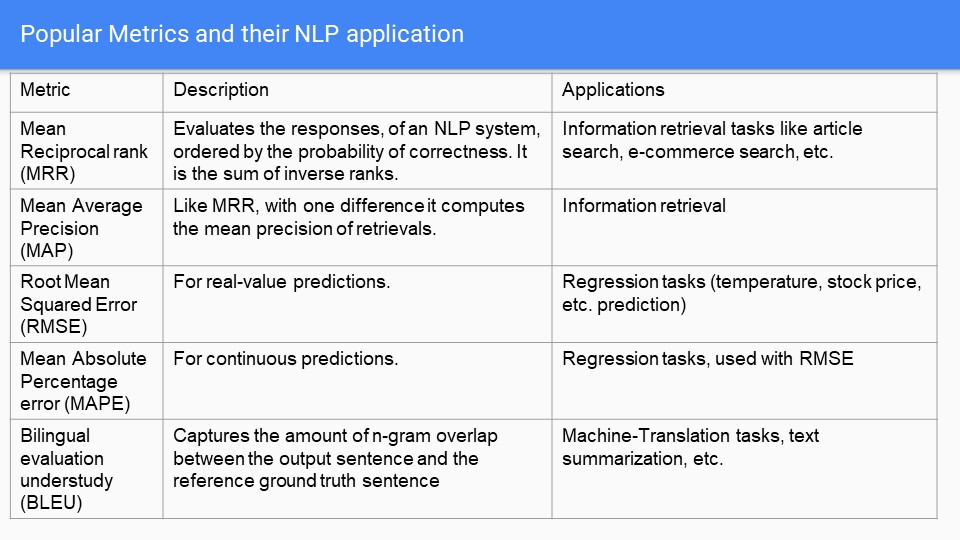 Popular Metrics and their NLP application
Metric
Description
Applications
Mean
Reciprocal rank
(MRR)
Evaluates the responses, of an NLP system,
ordered by the probability of correctness. It
is the sum of inverse ranks.
Information retrieval tasks like article
search, e-commerce search, etc.
Mean Average
Precision
(MAP)
Like MRR, with one difference it computes
the mean precision of retrievals.
Information retrieval
Root Mean
Squared Error
(RMSE)
For real-value predictions.
Regression tasks (temperature, stock price,
etc. prediction)
Mean Absolute
Percentage
error (MAPE)
For continuous predictions.
Regression tasks, used with RMSE
Bilingual
evaluation
understudy
(BLEU)
Captures the amount of n-gram overlap
between the output sentence and the
reference ground truth sentence
Machine-Translation tasks, text
summarization, etc.